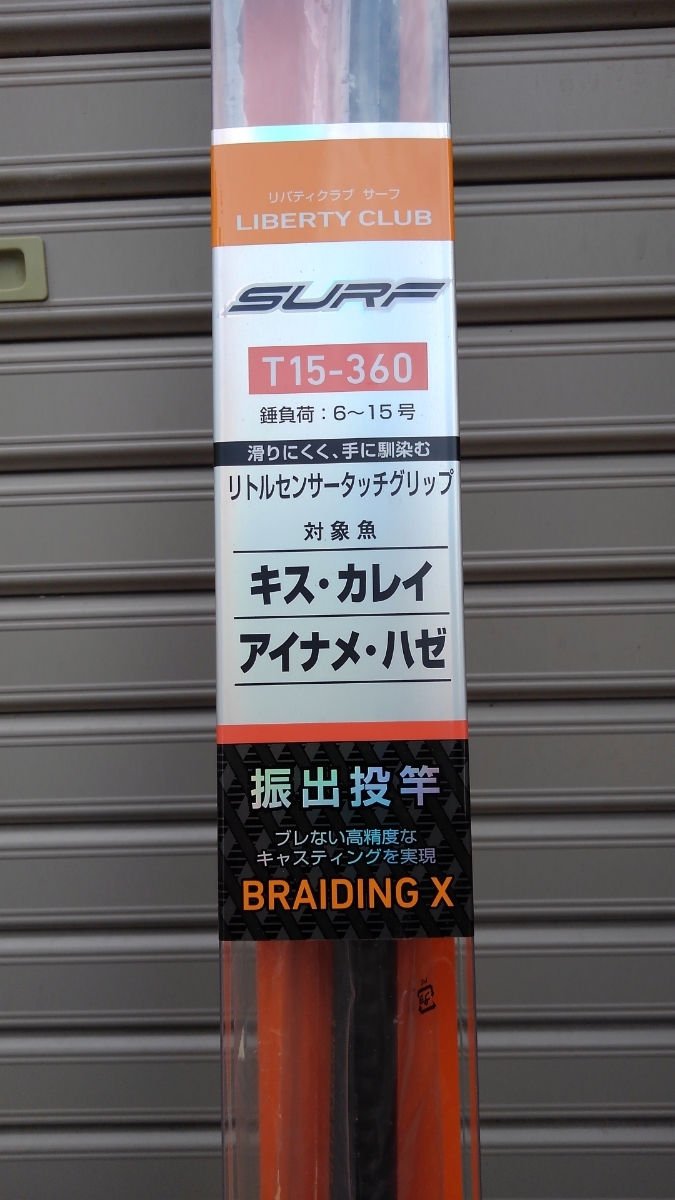 リバティクラブ サーフ
LIBERTY CLUB
SURF
T15-360
錘負荷：6〜15号
滑りにくく、手に馴染む
リトルセンサータッチグリップ
対象魚
キス・カレイ
アイナメ・ハゼ
振出投竿
ブレない高精度な
キャスティングを実現
BRAIDING X
プラ